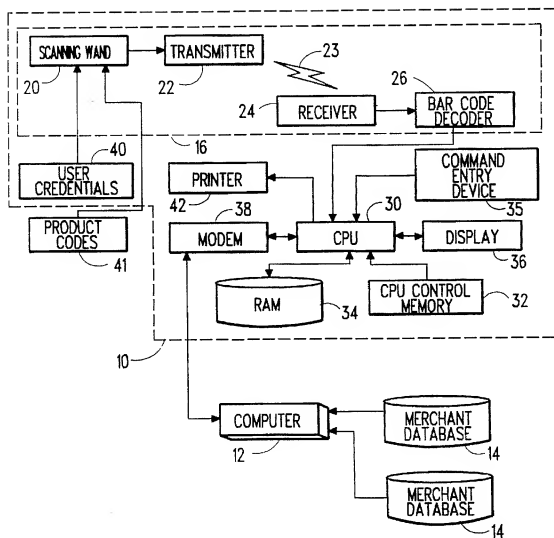 SCANNING WAND
20
TRANSMITTER
22
23
24
RECEIVER
26
BAR CODE
DECODER
16
40
USER
CREDENTIALS
PRODUCT CODES
41
PRINTER
42
38
MODEM
30
CPU
COMMAND
ENTRY
DEVICE
35
DISPLAY
36
RAM
34
CPU CONTROL
MEMORY
32
10
COMPUTER
12
MERCHANT
DATABASE
14
MERCHANT
DATABASE
14